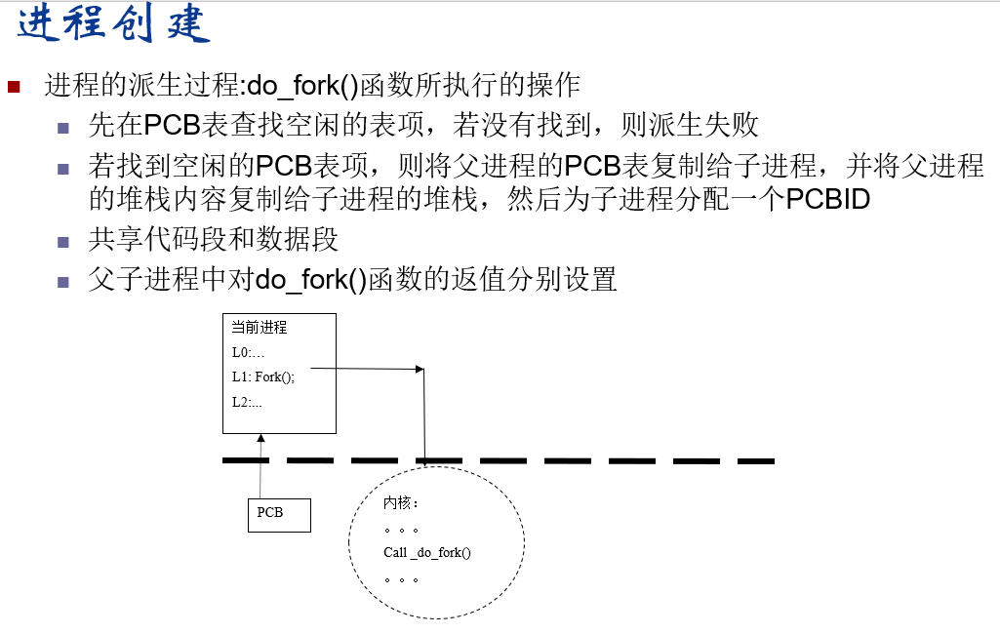 进程创建
进程的派生过程:do_fork()函数所执行的操作
先在PCB表查找空闲的表项，若没有找到，则派生失败
若找到空闲的PCB表项，则将父进程的PCB表复制给子进程，并将父进程
的堆栈内容复制给子进程的堆栈，然后为子进程分配一个PCBID
共享代码段和数据段
父子进程中对do_fork()函数的返值分别设置
当前进程
L0:…
L1: Fork();
L2:...
PCB
内核：
。。。
Call _do_fork()
。。。